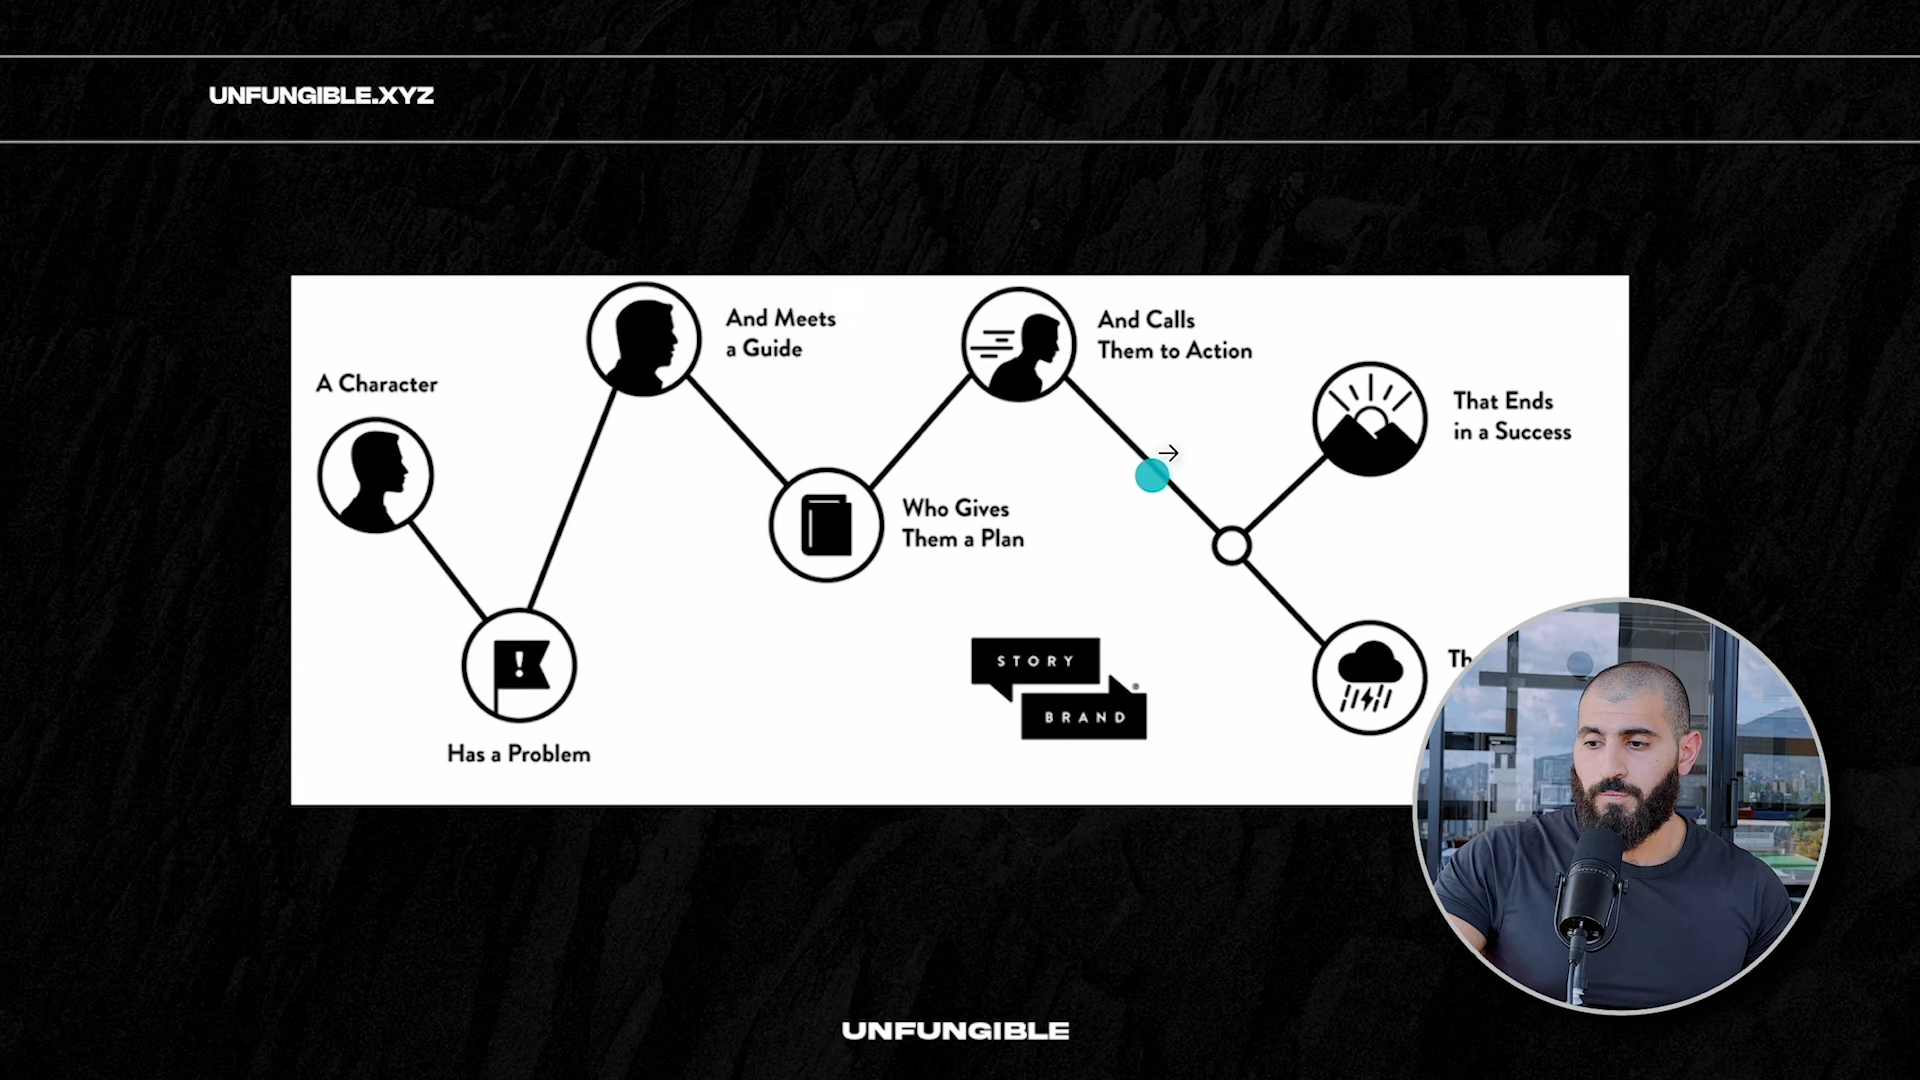 UNFUNGIBLE.XYZ
A Character
Has a Problem
And Meets
a Guide
Who Gives
Them a Plan
And Calls
Them to Action
That Ends
in a Success
STORY
BRAND
UNFUNGIBLE